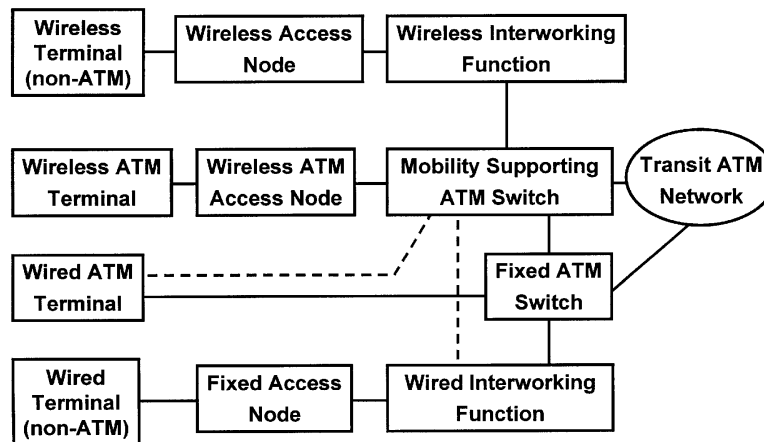 Wireless
Terminal
(non-ATM)
Wireless Access
Node
Wireless Interworking
Function
Wireless ATM
Terminal
Wireless ATM
Access Node
Mobility Supporting
ATM Switch
Transit ATM
Network
Wired ATM
Terminal
Fixed ATM
Switch
Wired
Terminal
(non-ATM)
Fixed Access
Node
Wired Interworking
Function